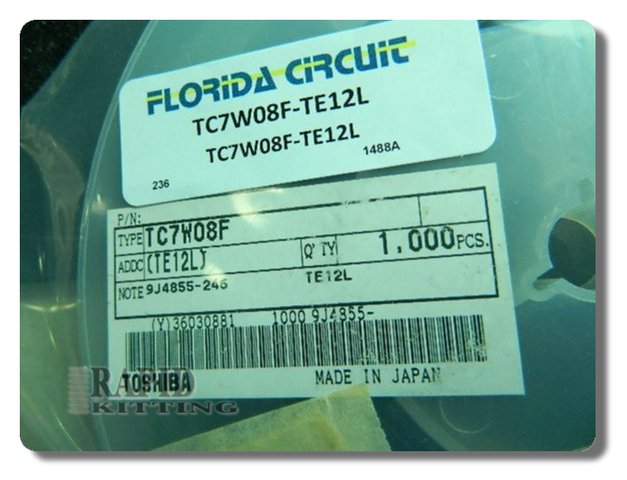 FLORIDA CIRCUIT
TC7W08F-TE12L
TC7W08F-TE12L
236 1488A
P/N:
TYPE TC7W08F
ADDC (TE12L) Q'TY 1,000 PCS.
NOTE 9J4855-246 TE12L
(Y)36030881 1000 9J4855-
TOSHIBA MADE IN JAPAN
RAPID
KITTING